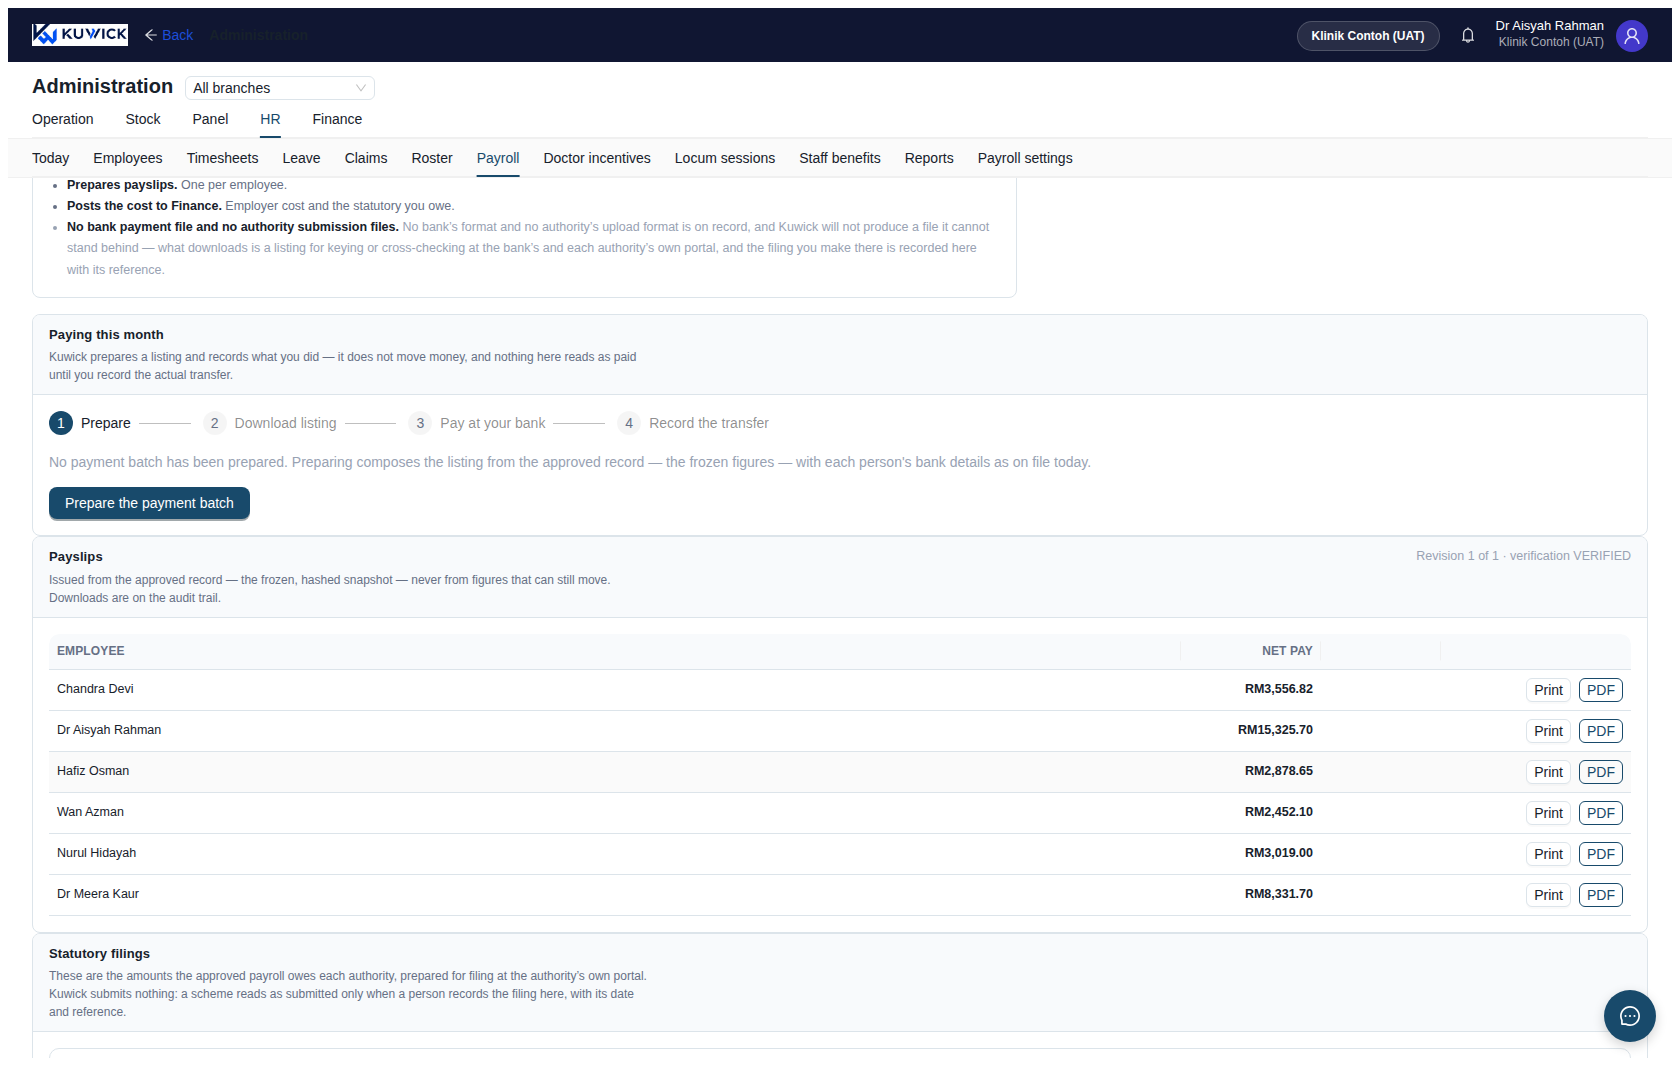 KUWICK
Back
Administration
Klinik Contoh (UAT)
Dr Aisyah Rahman
Klinik Contoh (UAT)
Administration
All branches
Operation
Stock
Panel
HR
Finance
Today
Employees
Timesheets
Leave
Claims
Roster
Payroll
Doctor incentives
Locum sessions
Staff benefits
Reports
Payroll settings
• Prepares payslips. One per employee.
• Posts the cost to Finance. Employer cost and the statutory you owe.
• No bank payment file and no authority submission files. No bank's format and no authority's upload format is on record, and Kuwick will not produce a file it cannot
stand behind — what downloads is a listing for keying or cross-checking at the bank's and each authority's own portal, and the filing you make there is recorded here
with its reference.
Paying this month
Kuwick prepares a listing and records what you did — it does not move money, and nothing here reads as paid
until you record the actual transfer.
1 Prepare
2 Download listing
3 Pay at your bank
4 Record the transfer
No payment batch has been prepared. Preparing composes the listing from the approved record — the frozen figures — with each person's bank details as on file today.
Prepare the payment batch
Payslips
Revision 1 of 1 · verification VERIFIED
Issued from the approved record — the frozen, hashed snapshot — never from figures that can still move.
Downloads are on the audit trail.
EMPLOYEE NET PAY
Chandra Devi RM3,556.82 Print PDF
Dr Aisyah Rahman RM15,325.70 Print PDF
Hafiz Osman RM2,878.65 Print PDF
Wan Azman RM2,452.10 Print PDF
Nurul Hidayah RM3,019.00 Print PDF
Dr Meera Kaur RM8,331.70 Print PDF
Statutory filings
These are the amounts the approved payroll owes each authority, prepared for filing at the authority's own portal.
Kuwick submits nothing: a scheme reads as submitted only when a person records the filing here, with its date
and reference.